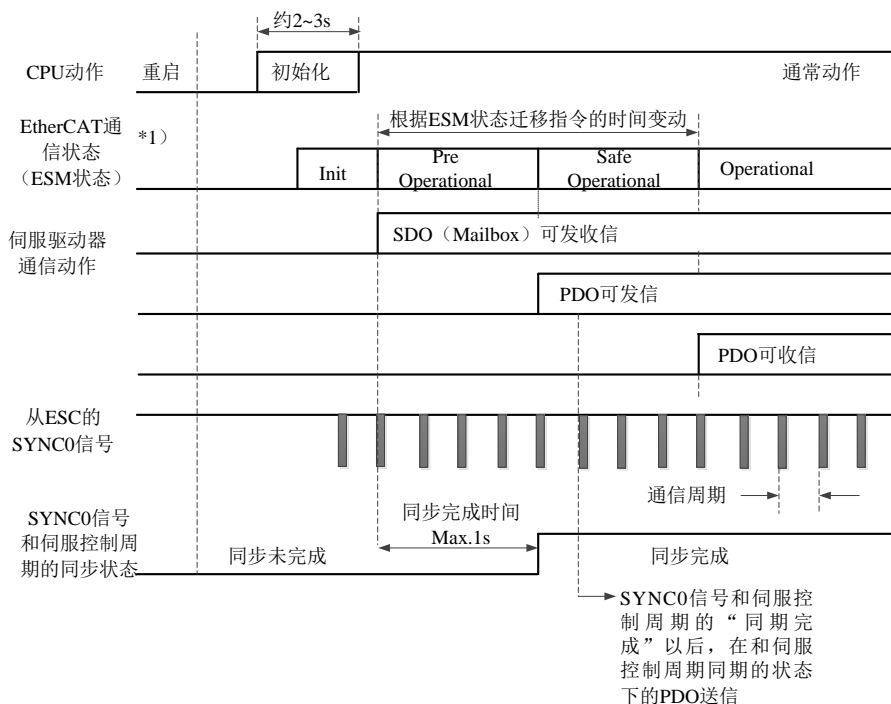 约2~3s
CPU动作
重启
初始化
通常动作
EtherCAT通
信状态
（ESM状态）
*1）
根据ESM状态迁移指令的时间变动
Init
Pre
Operational
Safe
Operational
Operational
伺服驱动器
通信动作
SDO（Mailbox）可发收信
PDO可发信
PDO可收信
从ESC的
SYNC0信号
通信周期
SYNC0信号
和伺服控制周
期的同步状态
同步未完成
同步完成时间
Max.1s
同步完成
SYNC0信号和伺服控
制周期的“同期完
成”以后，在和伺服
控制周期同期的状态
下的PDO送信